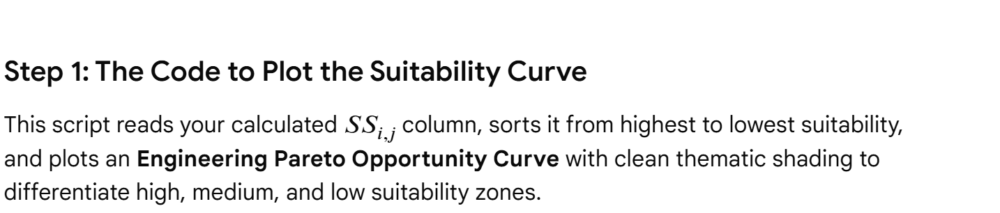 Step 1: The Code to Plot the Suitability Curve
This script reads your calculated SS_{i,j} column, sorts it from highest to lowest suitability,
and plots an Engineering Pareto Opportunity Curve with clean thematic shading to
differentiate high, medium, and low suitability zones.